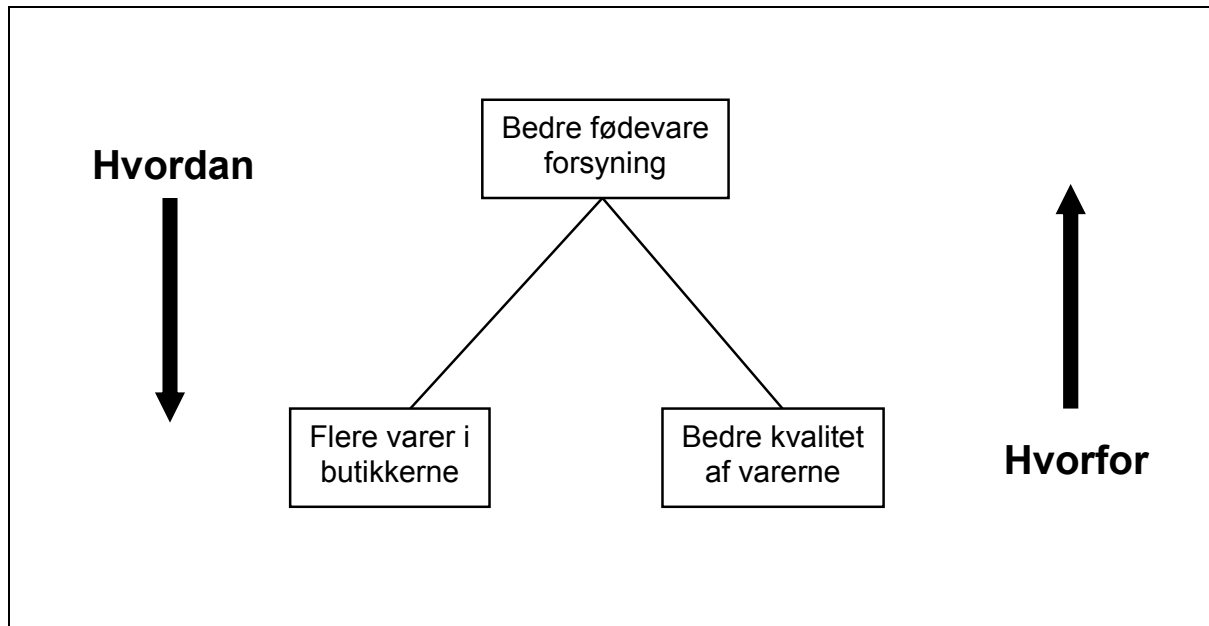 Bedre fødevare
forsyning
Hvordan
Flere varer i
butikkerne
Bedre kvalitet
af varerne
Hvorfor